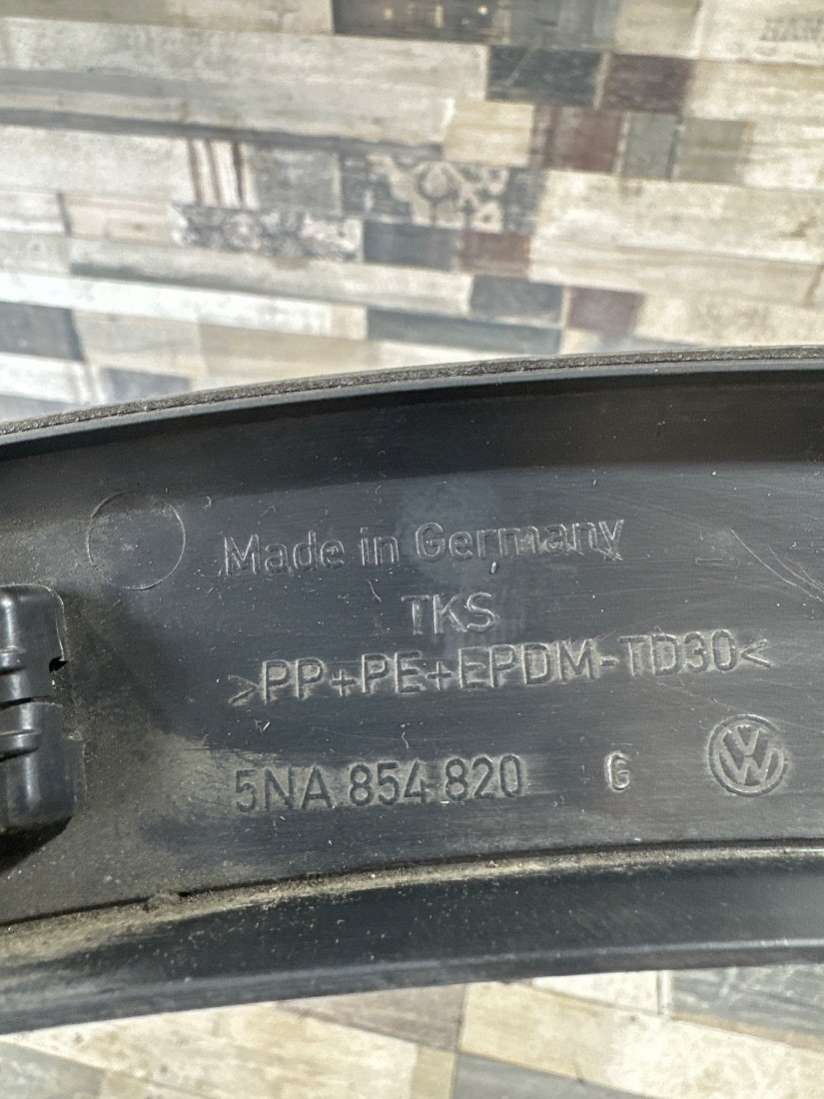 Made in Germany
TKS
>PP+PE+EPDM-TD30<
5NA 854 820 G